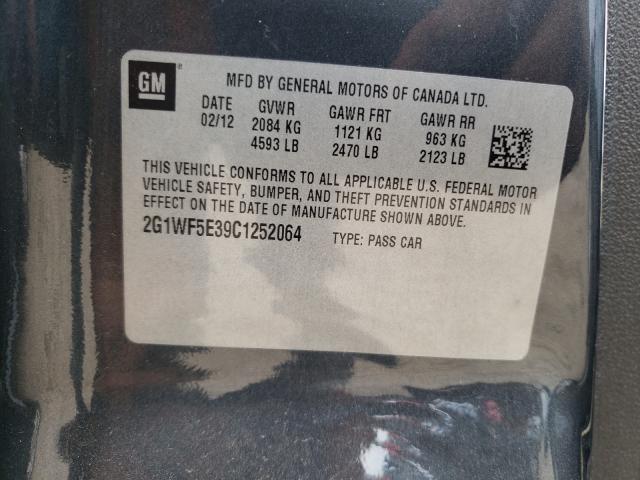 GM ®
MFD BY GENERAL MOTORS OF CANADA LTD.
DATE GVWR GAWR FRT GAWR RR
02/12 2084 KG 1121 KG 963 KG
4593 LB 2470 LB 2123 LB
THIS VEHICLE CONFORMS TO ALL APPLICABLE U.S. FEDERAL MOTOR
VEHICLE SAFETY, BUMPER, AND THEFT PREVENTION STANDARDS IN
EFFECT ON THE DATE OF MANUFACTURE SHOWN ABOVE.
2G1WF5E39C1252064 TYPE: PASS CAR